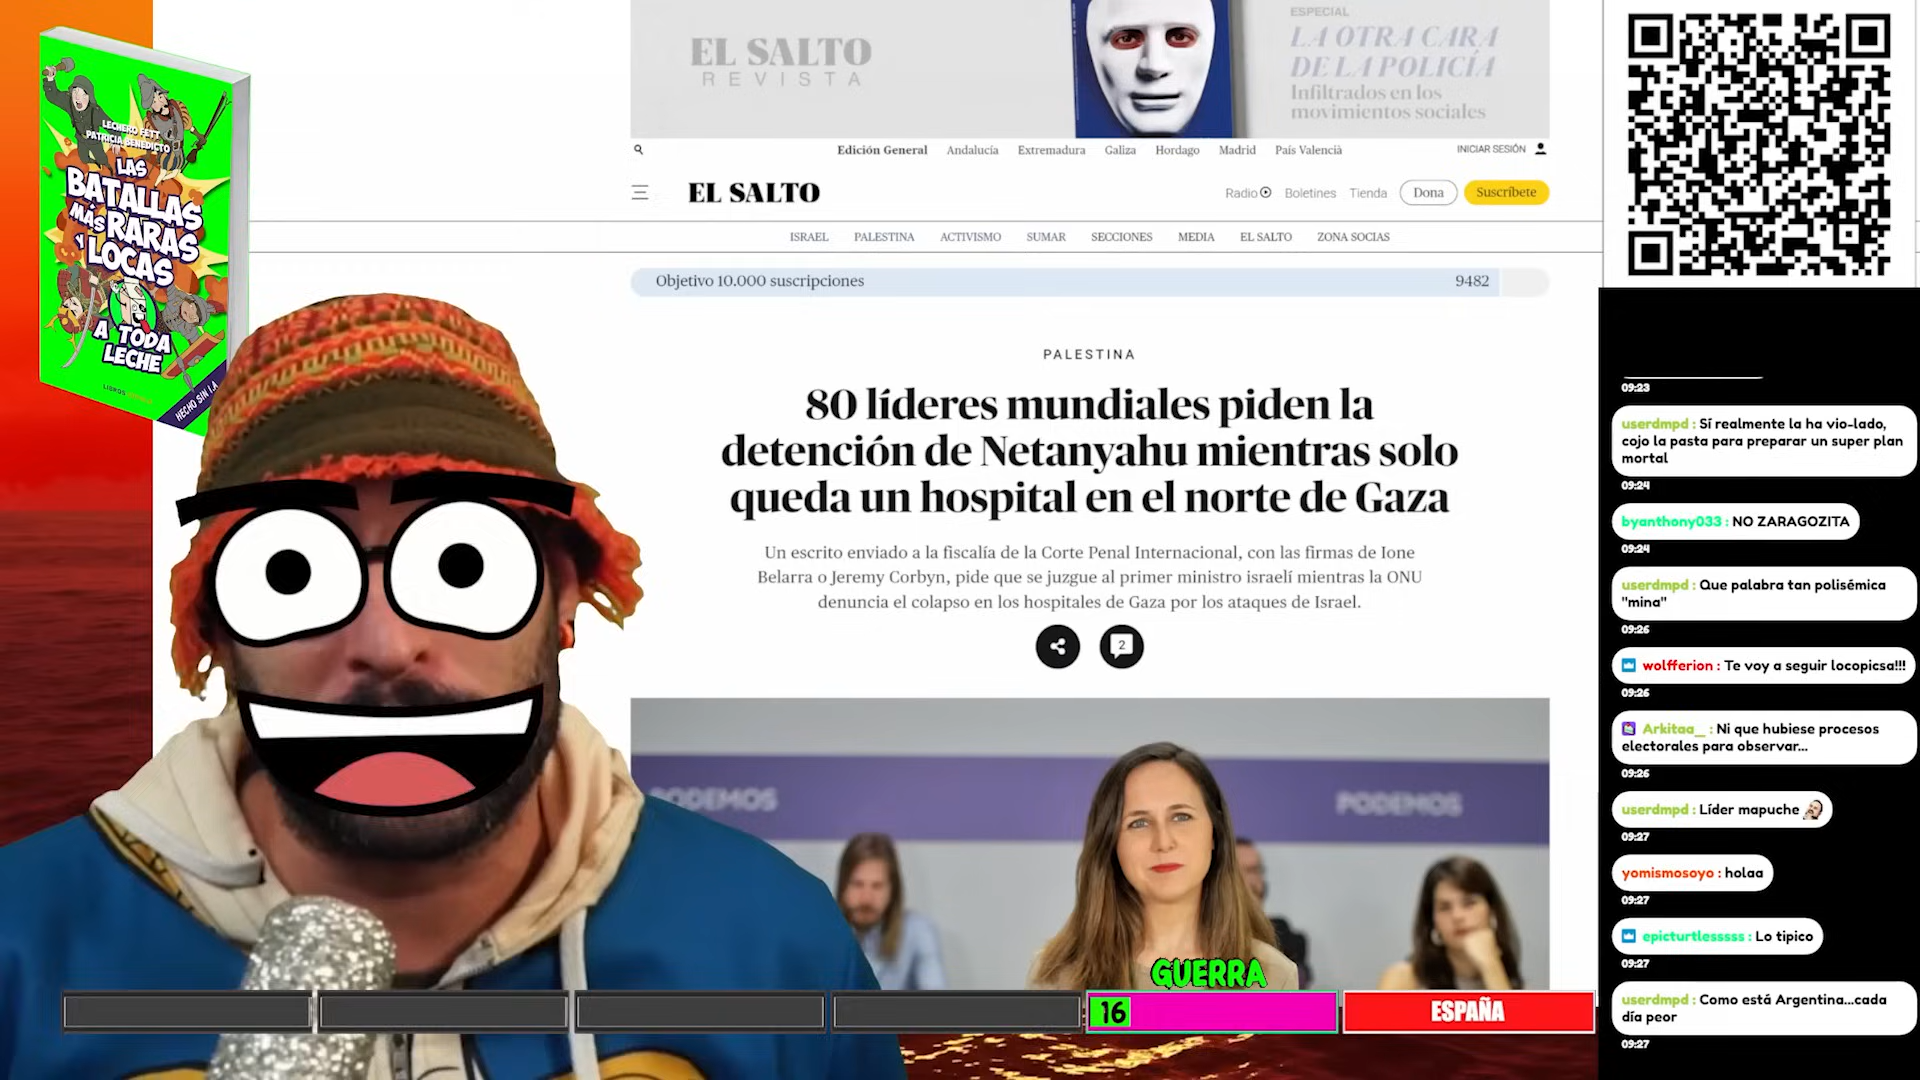 LECHERO FETT
PATRICIA BENEDICTO
LAS
BATALLAS
MÁS RARAS
Y LOCAS
A TODA
LECHE
HECHO SIN I.A
EL SALTO
REVISTA
ESPECIAL
LA OTRA CARA
DE LA POLICÍA
Infiltrados en los
movimientos sociales
Edición General Andalucía Extremadura Galiza Hordago Madrid País Valencià
INICIAR SESIÓN
EL SALTO
Radio Boletines Tienda Dona Suscríbete
ISRAEL PALESTINA ACTIVISMO SUMAR SECCIONES MEDIA EL SALTO ZONA SOCIAS
Objetivo 10.000 suscripciones 9482
PALESTINA
80 líderes mundiales piden la
detención de Netanyahu mientras solo
queda un hospital en el norte de Gaza
Un escrito enviado a la fiscalía de la Corte Penal Internacional, con las firmas de Ione
Belarra o Jeremy Corbyn, pide que se juzgue al primer ministro israelí mientras la ONU
denuncia el colapso en los hospitales de Gaza por los ataques de Israel.
2
PODEMOS
PODEMOS
GUERRA
16
ESPAÑA
09:23
userdmpd : Sí realmente la ha vio-lado,
cojo la pasta para preparar un super plan
mortal
09:24
byanthony033 : NO ZARAGOZITA
09:24
userdmpd : Que palabra tan polisémica
"mina"
09:26
wolfferion : Te voy a seguir locopicsa!!!
09:26
Arkitaa_ : Ni que hubiese procesos
electorales para observar...
09:26
userdmpd : Líder mapuche
09:27
yomismosoyo : holaa
09:27
epicturtlesssss : Lo tipico
09:27
userdmpd : Como está Argentina...cada
día peor
09:27